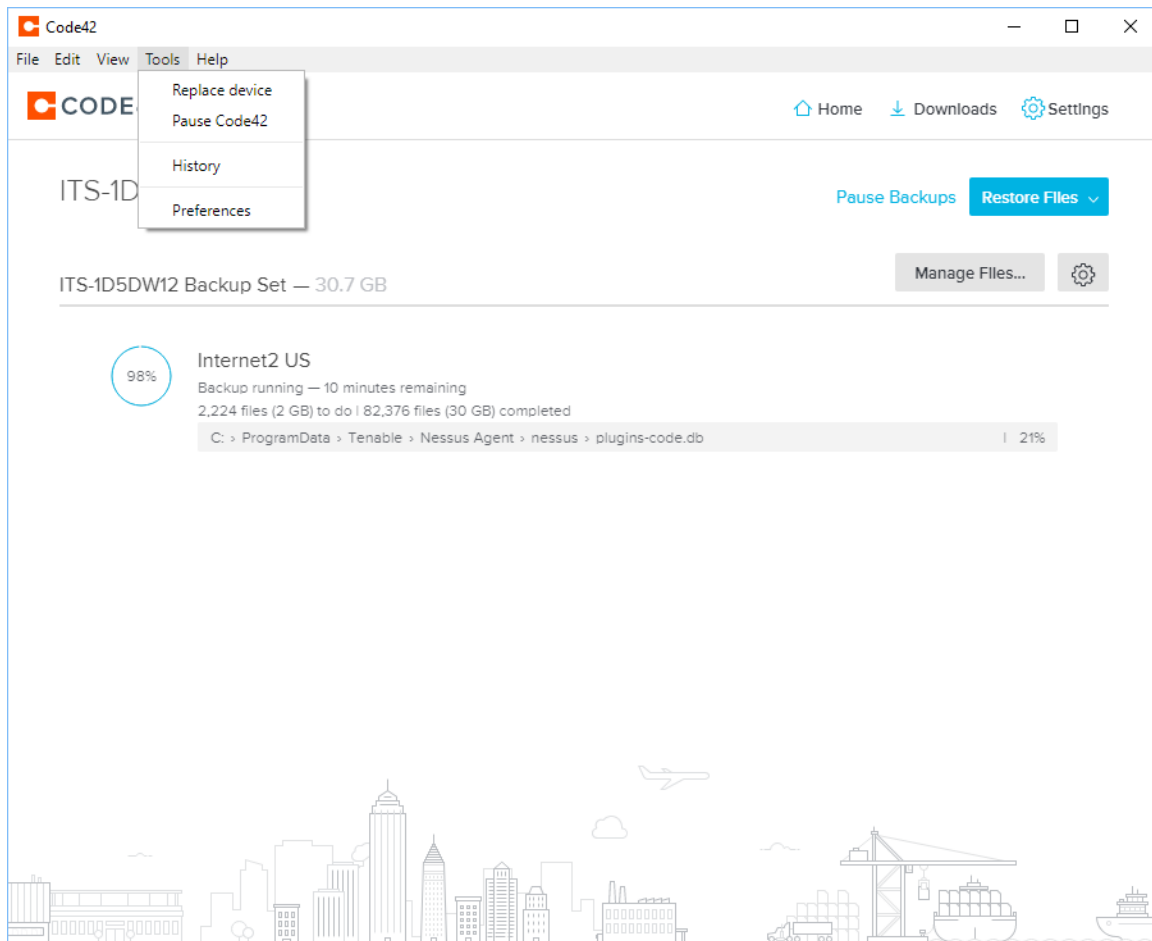 Code42
File Edit View Tools Help
Replace device
Pause Code42
History
Preferences
CODE
Home Downloads Settings
ITS-1D
Pause Backups Restore Files
ITS-1D5DW12 Backup Set — 30.7 GB
Manage Files...
98%
Internet2 US
Backup running — 10 minutes remaining
2,224 files (2 GB) to do | 82,376 files (30 GB) completed
C: › ProgramData › Tenable › Nessus Agent › nessus › plugins-code.db | 21%